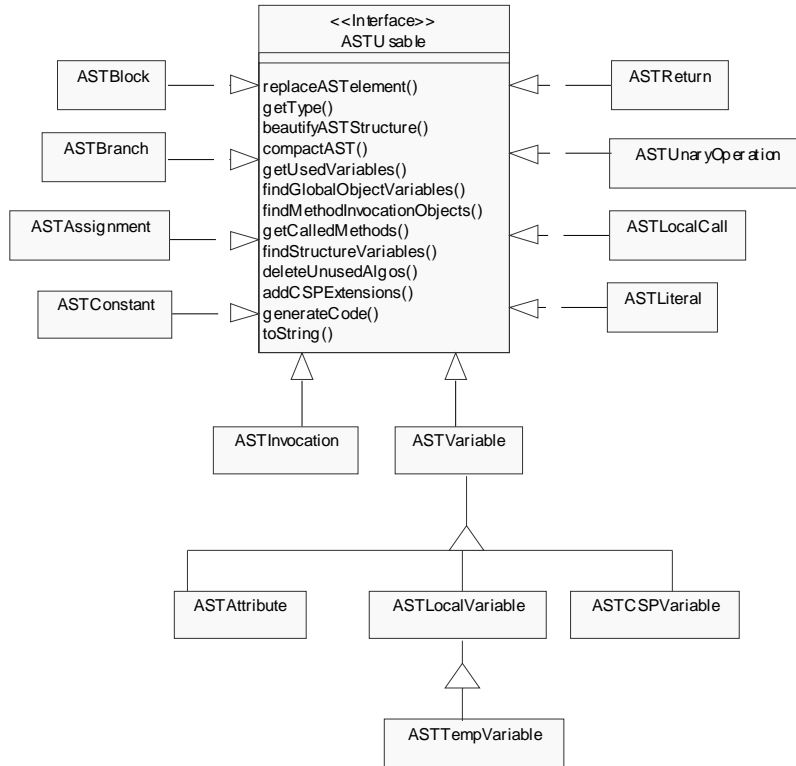 <<Interface>>
ASTUsable
replaceASTelement()
getType()
beautifyASTStructure()
compactAST()
getUsedVariables()
findGlobalObjectVariables()
findMethodInvocationObjects()
getCalledMethods()
findStructureVariables()
deleteUnusedAlgos()
addCSPExtensions()
generateCode()
toString()
ASTBlock
ASTBranch
ASTAssignment
ASTConstant
ASTReturn
ASTUnaryOperation
ASTLocalCall
ASTLiteral
ASTInvocation
ASTVariable
ASTAttribute
ASTLocalVariable
ASTCSPVariable
ASTTempVariable